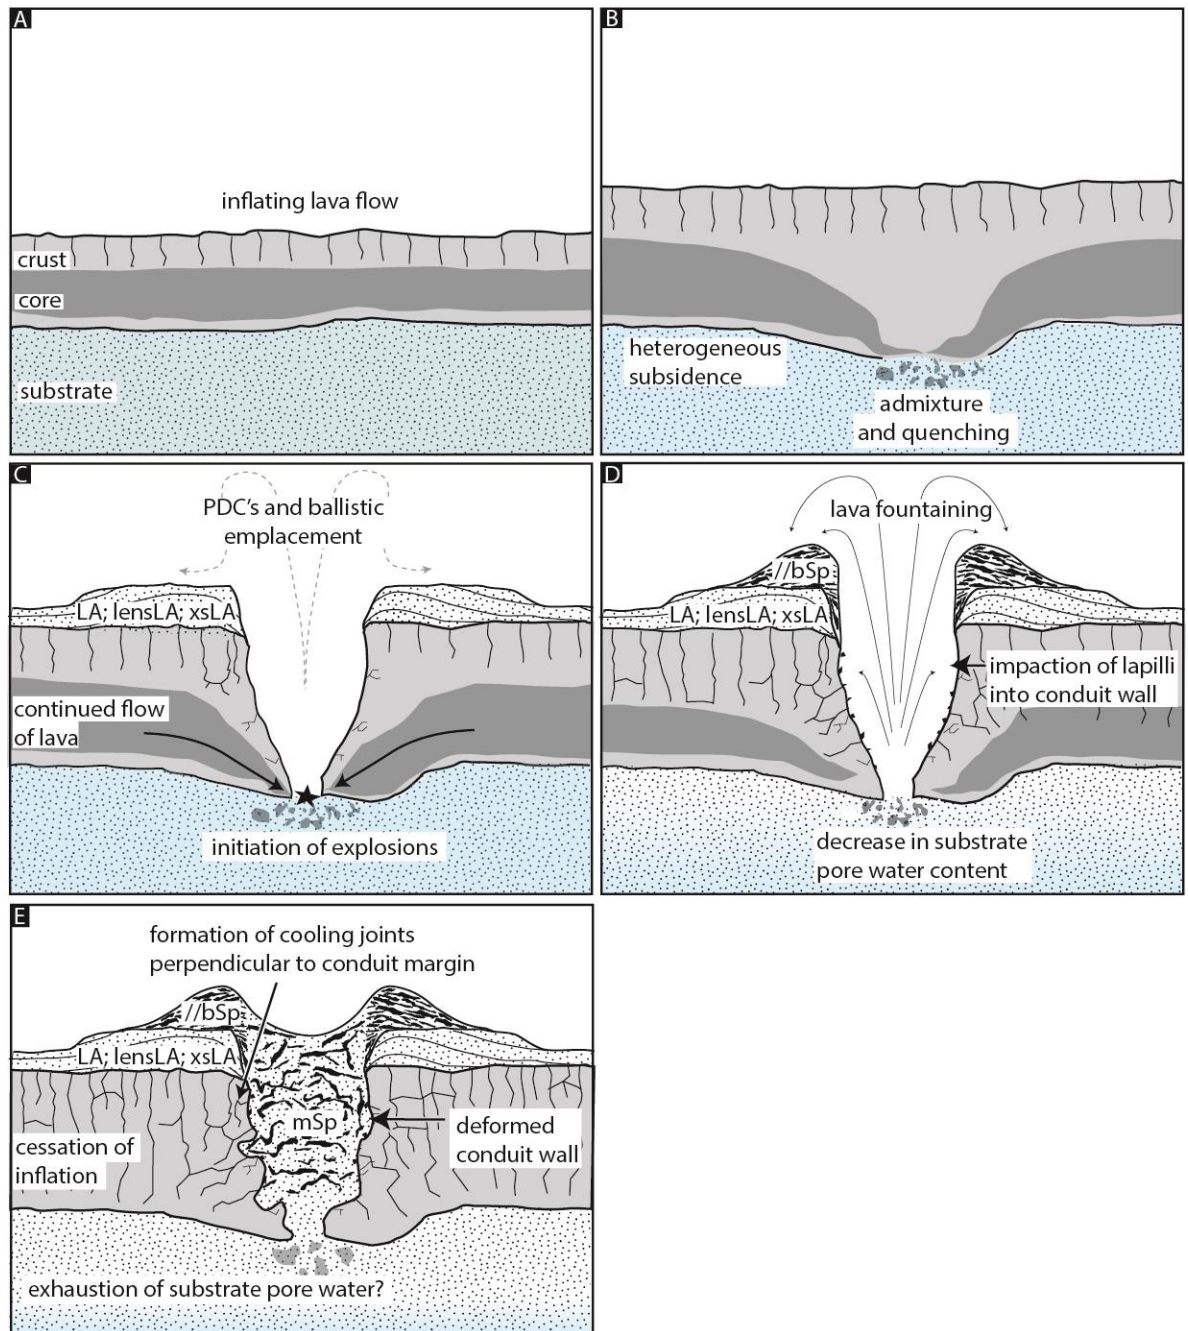 A
inflating lava flow
crust
core
substrate
B
heterogeneous
subsidence
admixture
and quenching
C
PDC's and ballistic
emplacement
LA; lensLA; xsLA
continued flow
of lava
initiation of explosions
D
lava fountaining
//bSp
LA; lensLA; xsLA
impaction of lapilli
into conduit wall
decrease in substrate
pore water content
E
formation of cooling joints
perpendicular to conduit margin
//bSp
LA; lensLA; xsLA
mSp
cessation of
inflation
deformed
conduit wall
exhaustion of substrate pore water?